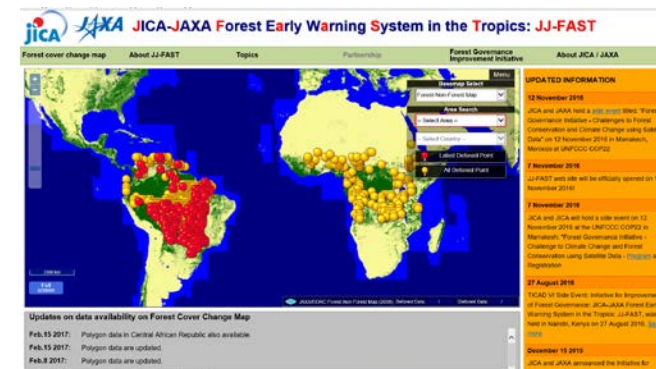 JICA JAXA JICA-JAXA Forest Early Warning System in the Tropics: JJ-FAST
Forest cover change map About JJ-FAST Topics Partnership Forest Governance Improvement Initiative About JICA / JAXA
Menu
Basemap Select
Forest Non-Forest Map
Area Search
-- Select Area --
-- Select Country --
Latest Deforest Point
All Deforest Point
Full screen
UPDATED INFORMATION
12 November 2016
JICA and JAXA held a side event titled, "Forest
Governance Initiative - Challenges to Forest
Conservation and Climate Change using Satel
Data" on 12 November 2016 in Marrakech,
Morocco at UNFCCC COP22
7 November 2016
JJ-FAST web site will be officially opened on
November 2016!
7 November 2016
JICA and JICA will hold a side event on 12
November 2016 at the UNFCCC COP22 in
Marrakesh: "Forest Governance Initiative -
Challenge to Climate Change and Forest
Conservation using Satellite Data - Program a
Registration
27 August 2016
TICAD VI Side Event: Initiative for Improvemen
of Forest Governance: JICA-JAXA Forest Earl
Warning System in the Tropics: JJ-FAST, was
held in Nairobi, Kenya on 27 August 2016.
more
December 10 2015
JICA and JAXA announced the Initiative for
Updates on data availability on Forest Cover Change Map
Feb.15 2017: Polygon data in Central African Republic also available
Feb.15 2017: Polygon data are updated.
Feb.8 2017: Polygon data are updated.